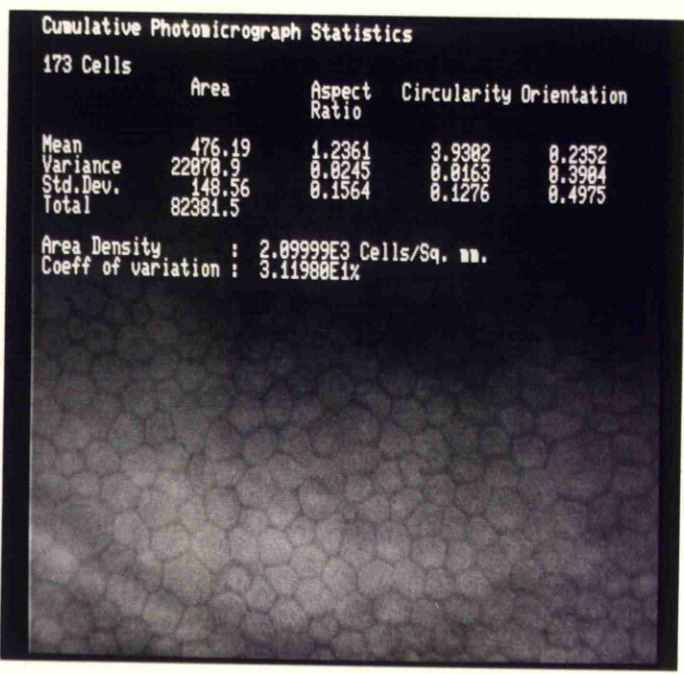 Cumulative Photomicrograph Statistics
173 Cells
Area Aspect Ratio Circularity Orientation
Mean 476.19 1.2361 3.9302 0.2352
Variance 22070.9 0.0245 0.0163 0.3904
Std.Dev. 148.56 0.1564 0.1276 0.4975
Total 82381.5
Area Density : 2.09999E3 Cells/Sq. mm.
Coeff of variation : 3.11980E1%